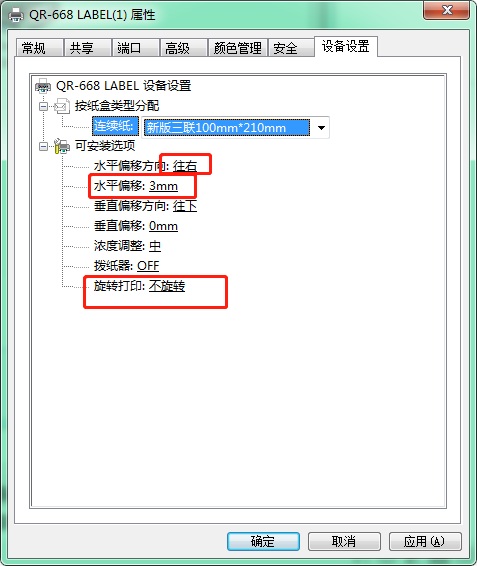 QR-668 LABEL(1) 属性
常规 共享 端口 高级 颜色管理 安全 设备设置
QR-668 LABEL 设备设置
按纸盒类型分配
连续纸: 新版三联100mm*210mm
可安装选项
水平偏移方向: 往右
水平偏移: 3mm
垂直偏移方向: 往下
垂直偏移: 0mm
浓度调整: 中
拨纸器: OFF
旋转打印: 不旋转
确定 取消 应用(A)